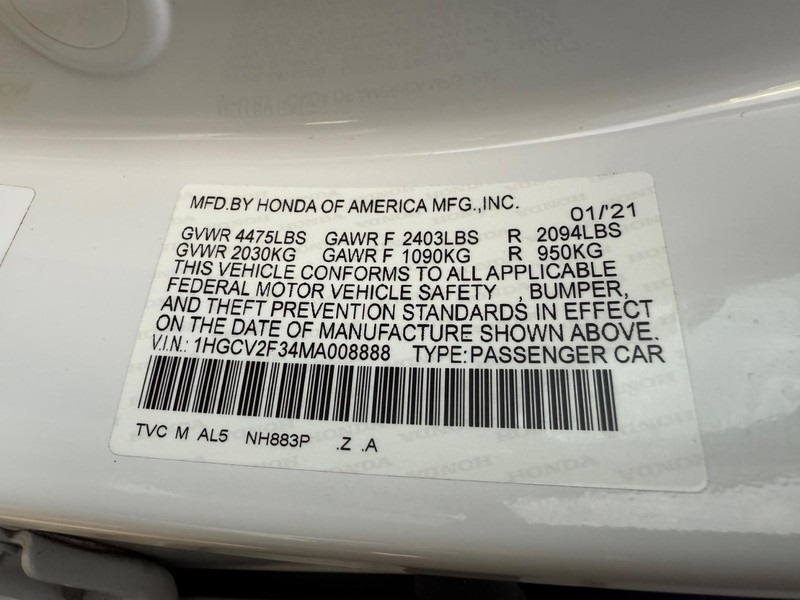 MFD.BY HONDA OF AMERICA MFG.,INC. 01/'21
GVWR 4475LBS GAWR F 2403LBS R 2094LBS
GVWR 2030KG GAWR F 1090KG R 950KG
THIS VEHICLE CONFORMS TO ALL APPLICABLE
FEDERAL MOTOR VEHICLE SAFETY , BUMPER,
AND THEFT PREVENTION STANDARDS IN EFFECT
ON THE DATE OF MANUFACTURE SHOWN ABOVE.
V.I.N.: 1HGCV2F34MA008888 TYPE:PASSENGER CAR
TVC M AL5 NH883P .Z .A